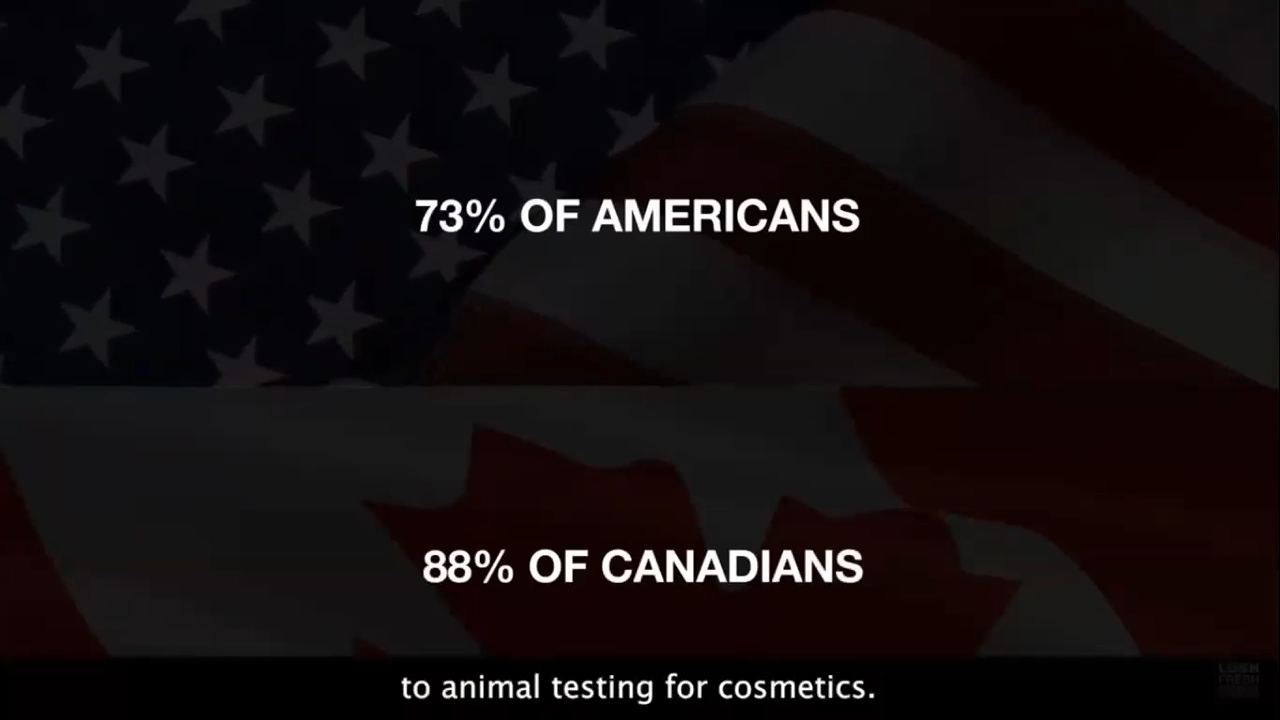 73% OF AMERICANS
88% OF CANADIANS
to animal testing for cosmetics.